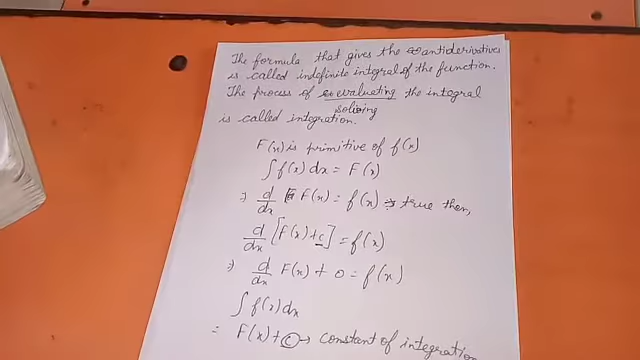 The formula that gives the antiderivatives
is called indefinite integral of the function.
The process of evaluating the integral
solving
is called integration.
F(x) is primitive of f(x)
∫f(x)dx = F(x)
⇒ d/dx F(x) = f(x) → true then,
d/dx [F(x)+c] = f(x)
⇒ d/dx F(x) + 0 = f(x)
∫f(x)dx
= F(x)+c → constant of integration